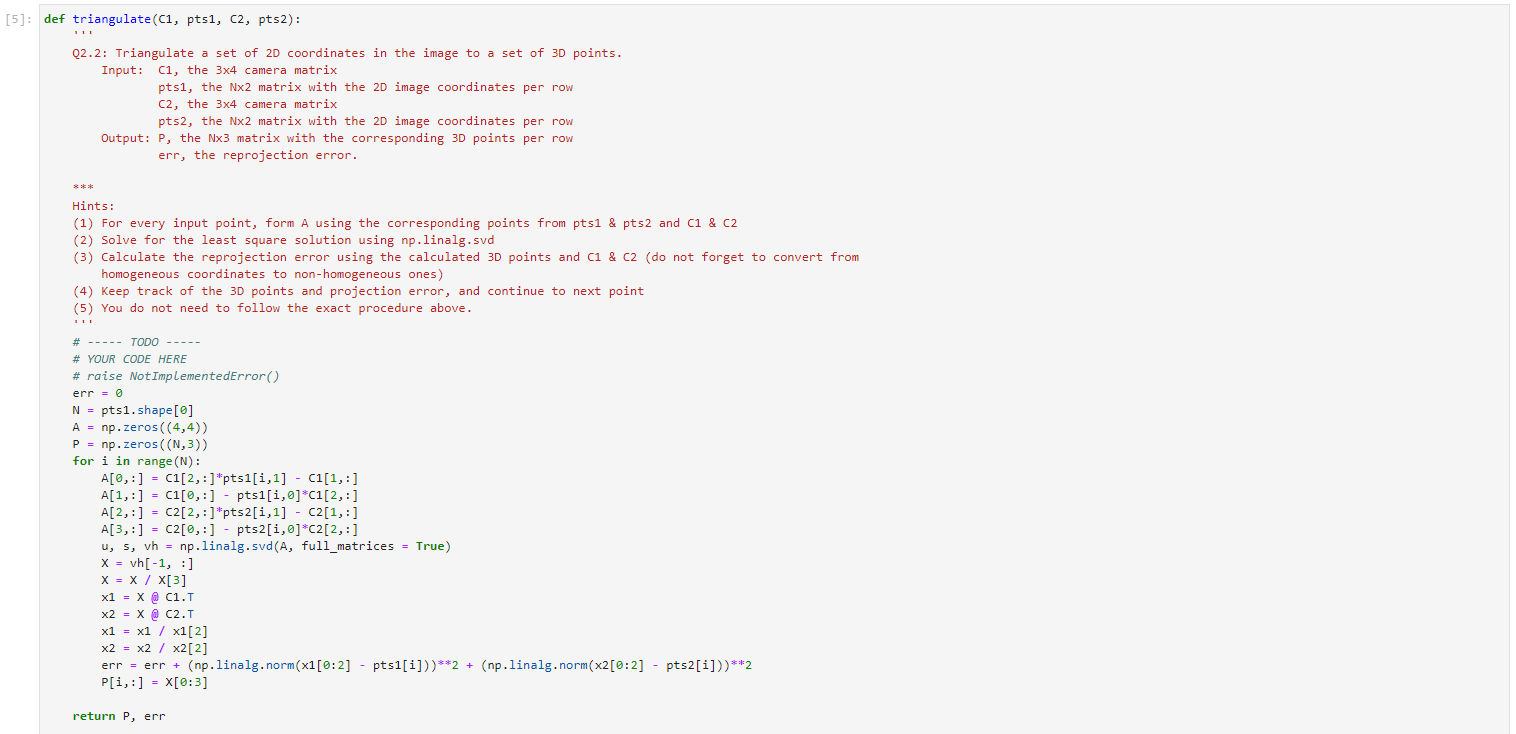 [5]: def triangulate(C1, pts1, C2, pts2):
    '''
    Q2.2: Triangulate a set of 2D coordinates in the image to a set of 3D points.
        Input:  C1, the 3x4 camera matrix
                pts1, the Nx2 matrix with the 2D image coordinates per row
                C2, the 3x4 camera matrix
                pts2, the Nx2 matrix with the 2D image coordinates per row
        Output: P, the Nx3 matrix with the corresponding 3D points per row
                err, the reprojection error.

    ***
    Hints:
    (1) For every input point, form A using the corresponding points from pts1 & pts2 and C1 & C2
    (2) Solve for the least square solution using np.linalg.svd
    (3) Calculate the reprojection error using the calculated 3D points and C1 & C2 (do not forget to convert from
        homogeneous coordinates to non-homogeneous ones)
    (4) Keep track of the 3D points and projection error, and continue to next point
    (5) You do not need to follow the exact procedure above.
    '''
    # ----- TODO -----
    # YOUR CODE HERE
    # raise NotImplementedError()
    err = 0
    N = pts1.shape[0]
    A = np.zeros((4,4))
    P = np.zeros((N,3))
    for i in range(N):
        A[0,:] = C1[2,:]*pts1[i,1] - C1[1,:]
        A[1,:] = C1[0,:] - pts1[i,0]*C1[2,:]
        A[2,:] = C2[2,:]*pts2[i,1] - C2[1,:]
        A[3,:] = C2[0,:] - pts2[i,0]*C2[2,:]
        u, s, vh = np.linalg.svd(A, full_matrices = True)
        X = vh[-1, :]
        X = X / X[3]
        x1 = X @ C1.T
        x2 = X @ C2.T
        x1 = x1 / x1[2]
        x2 = x2 / x2[2]
        err = err + (np.linalg.norm(x1[0:2] - pts1[i]))**2 + (np.linalg.norm(x2[0:2] - pts2[i]))**2
        P[i,:] = X[0:3]

    return P, err